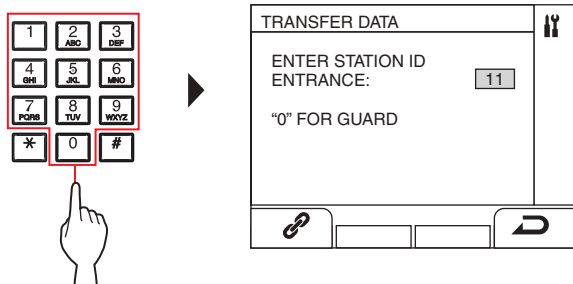 1 2 3
ABC DEF
4 5 6
GHI JKL MNO
7 8 9
PQRS TUV WXYZ
* 0 #
TRANSFER DATA
ENTER STATION ID
ENTRANCE: 11
“0” FOR GUARD